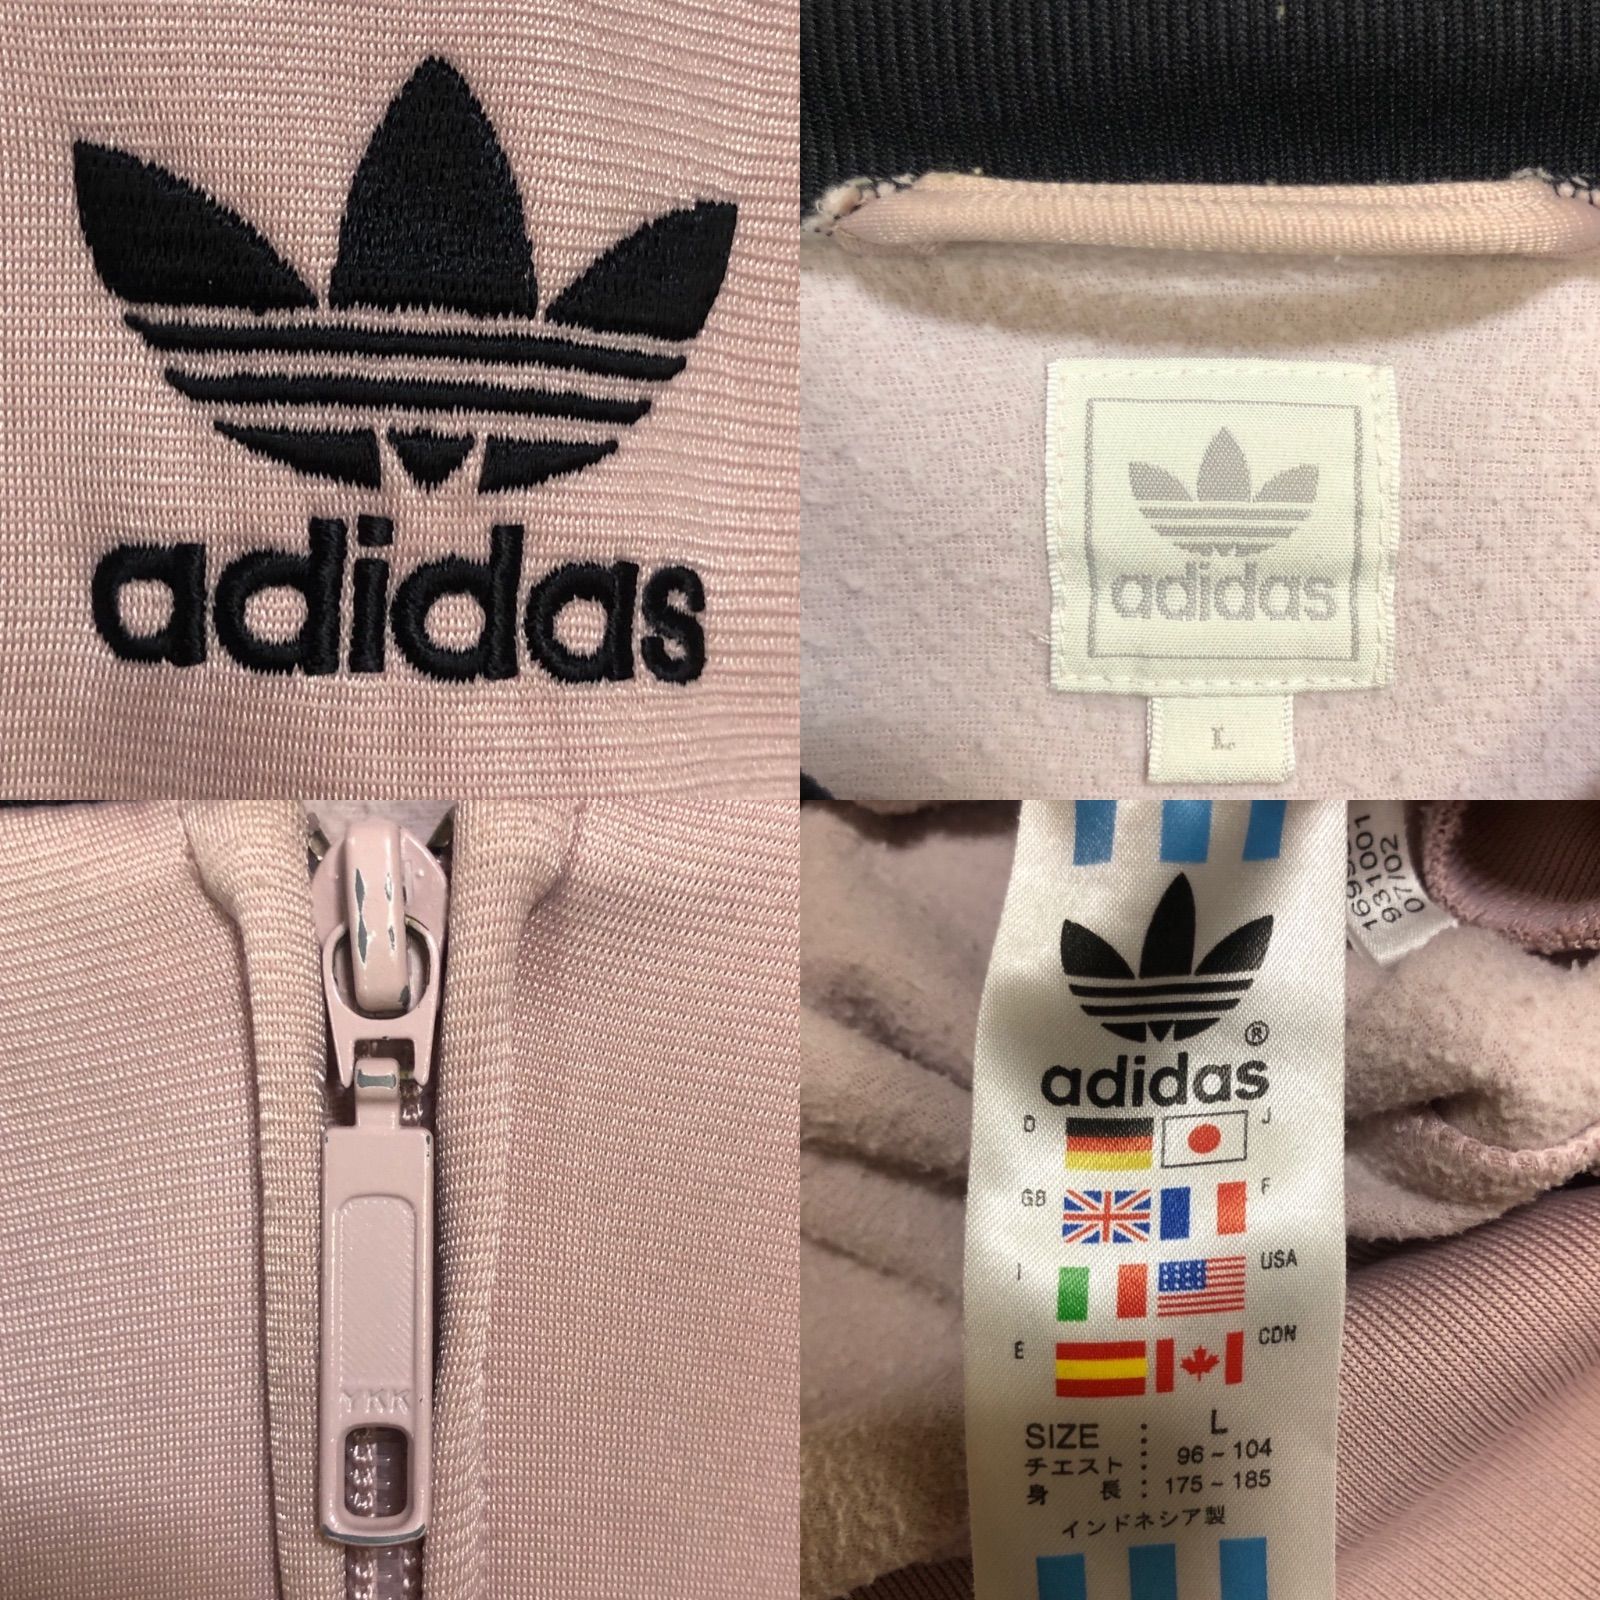 adidas
adidas
L
YKK
931001
07/02
®
adidas
D J
GB F
I USA
E CDN
SIZE : L
チェスト : 96 ~ 104
身 長 : 175 ~ 185
インドネシア製